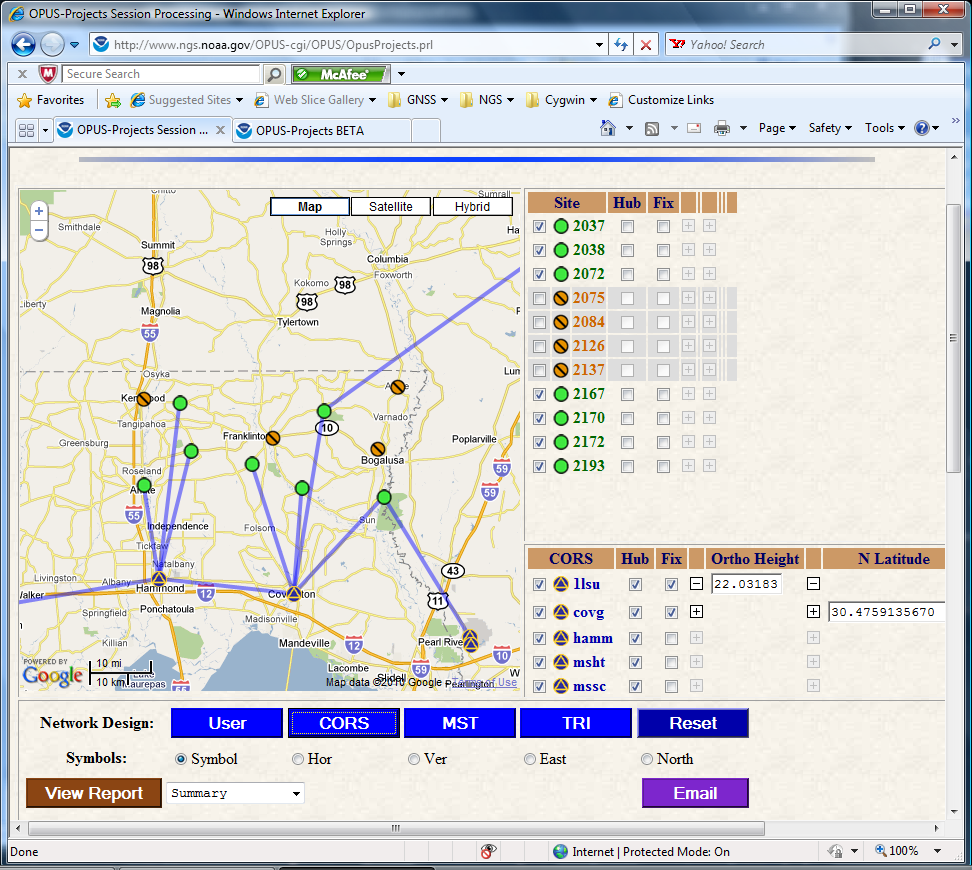 OPUS-Projects Session Processing - Windows Internet Explorer
http://www.ngs.noaa.gov/OPUS-cgi/OPUS/OpusProjects.prl
Yahoo! Search
Secure Search
McAfee
Favorites
Suggested Sites
Web Slice Gallery
GNSS
NGS
Cygwin
Customize Links
OPUS-Projects Session ...
OPUS-Projects BETA
Page
Safety
Tools
Map
Satellite
Hybrid
Sumrall
Smithdale
Summit
98
Holly Springs
Columbia
Kokomo
98
Foxworth
98
Liberty
Magnolia
Tylertown
55
Osyka
Kentwood
Tangipahoa
Varnado
10
Greensburg
Franklinton
Poplarville
Bogalusa
Roseland
59
59
55
Independence
Folsom
Sun
Tickfaw
Natalbany
43
Livingston
Albany
Hammond
12
Covington
11
Springfield
Ponchatoula
Madisonville
Killian
Mandeville
12
Pearl River
10
POWERED BY
Google
10 mi
10 km
Lacombe
59
Slidell
55
Map data ©2010 Google - Terms of Use
Pearlington
Site Hub Fix
2037
2038
2072
2075
2084
2126
2137
2167
2170
2172
2193
CORS Hub Fix Ortho Height N Latitude
1lsu 22.03183
covg 30.4759135670
hamm
msht
mssc
Network Design:
User
CORS
MST
TRI
Reset
Symbols:
Symbol
Hor
Ver
East
North
View Report
Summary
Email
Done
Internet | Protected Mode: On
100%